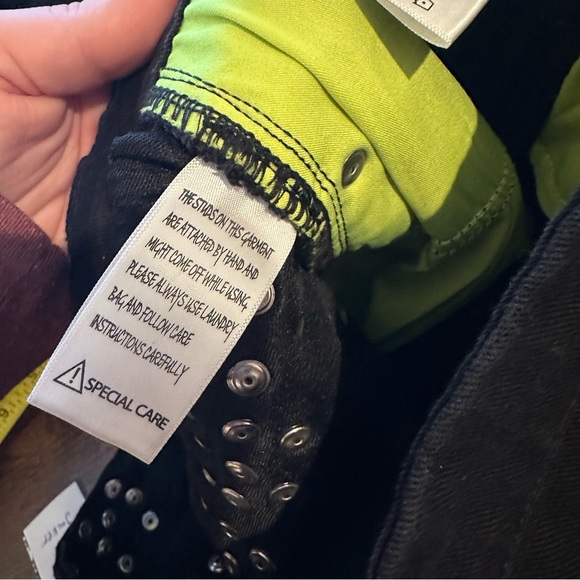 THE STUDS ON THIS GARMENT
ARE ATTACHED BY HAND AND
MIGHT COME OFF WHILE USING,
PLEASE ALWAYS USE LAUNDRY
BAG AND FOLLOW CARE
INSTRUCTIONS CAREFULLY
SPECIAL CARE